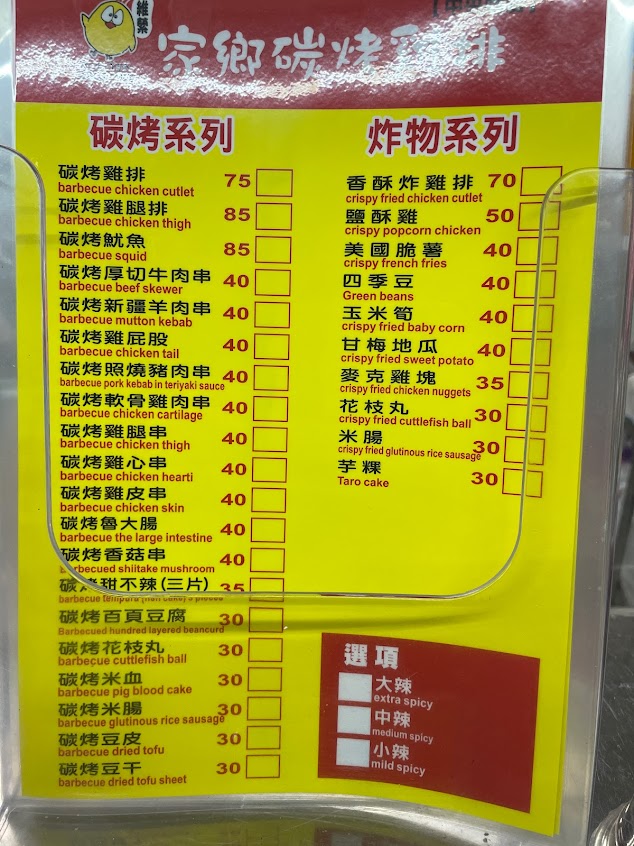 維縈
家鄉碳烤雞排
碳烤系列
碳烤雞排 75
barbecue chicken cutlet
碳烤雞腿排 85
barbecue chicken thigh
碳烤魷魚 85
barbecue squid
碳烤厚切牛肉串 40
barbecue beef skewer
碳烤新疆羊肉串 40
barbecue mutton kebab
碳烤雞屁股 40
barbecue chicken tail
碳烤照燒豬肉串 40
barbecue pork kebab in teriyaki sauce
碳烤軟骨雞肉串 40
barbecue chicken cartilage
碳烤雞腿串 40
barbecue chicken thigh
碳烤雞心串 40
barbecue chicken hearti
碳烤雞皮串 40
barbecue chicken skin
碳烤魯大腸 40
barbecue the large intestine
碳烤香菇串 40
Barbecued shiitake mushroom
碳烤甜不辣(三片) 35
barbecue tempura (fish cake) 3 pieces
碳烤百頁豆腐 30
Barbecued hundred layered beancurd
碳烤花枝丸 30
barbecue cuttlefish ball
碳烤米血 30
barbecue pig blood cake
碳烤米腸 30
barbecue glutinous rice sausage
碳烤豆皮 30
barbecue dried tofu
碳烤豆干 30
barbecue dried tofu sheet
炸物系列
香酥炸雞排 70
crispy fried chicken cutlet
鹽酥雞 50
crispy popcorn chicken
美國脆薯 40
crispy french fries
四季豆 40
Green beans
玉米筍 40
crispy fried baby corn
甘梅地瓜 40
crispy fried sweet potato
麥克雞塊 35
crispy fried chicken nuggets
花枝丸 30
crispy fried cuttlefish ball
米腸 30
crispy fried glutinous rice sausage
芋粿 30
Taro cake
選項
大辣
extra spicy
中辣
medium spicy
小辣
mild spicy